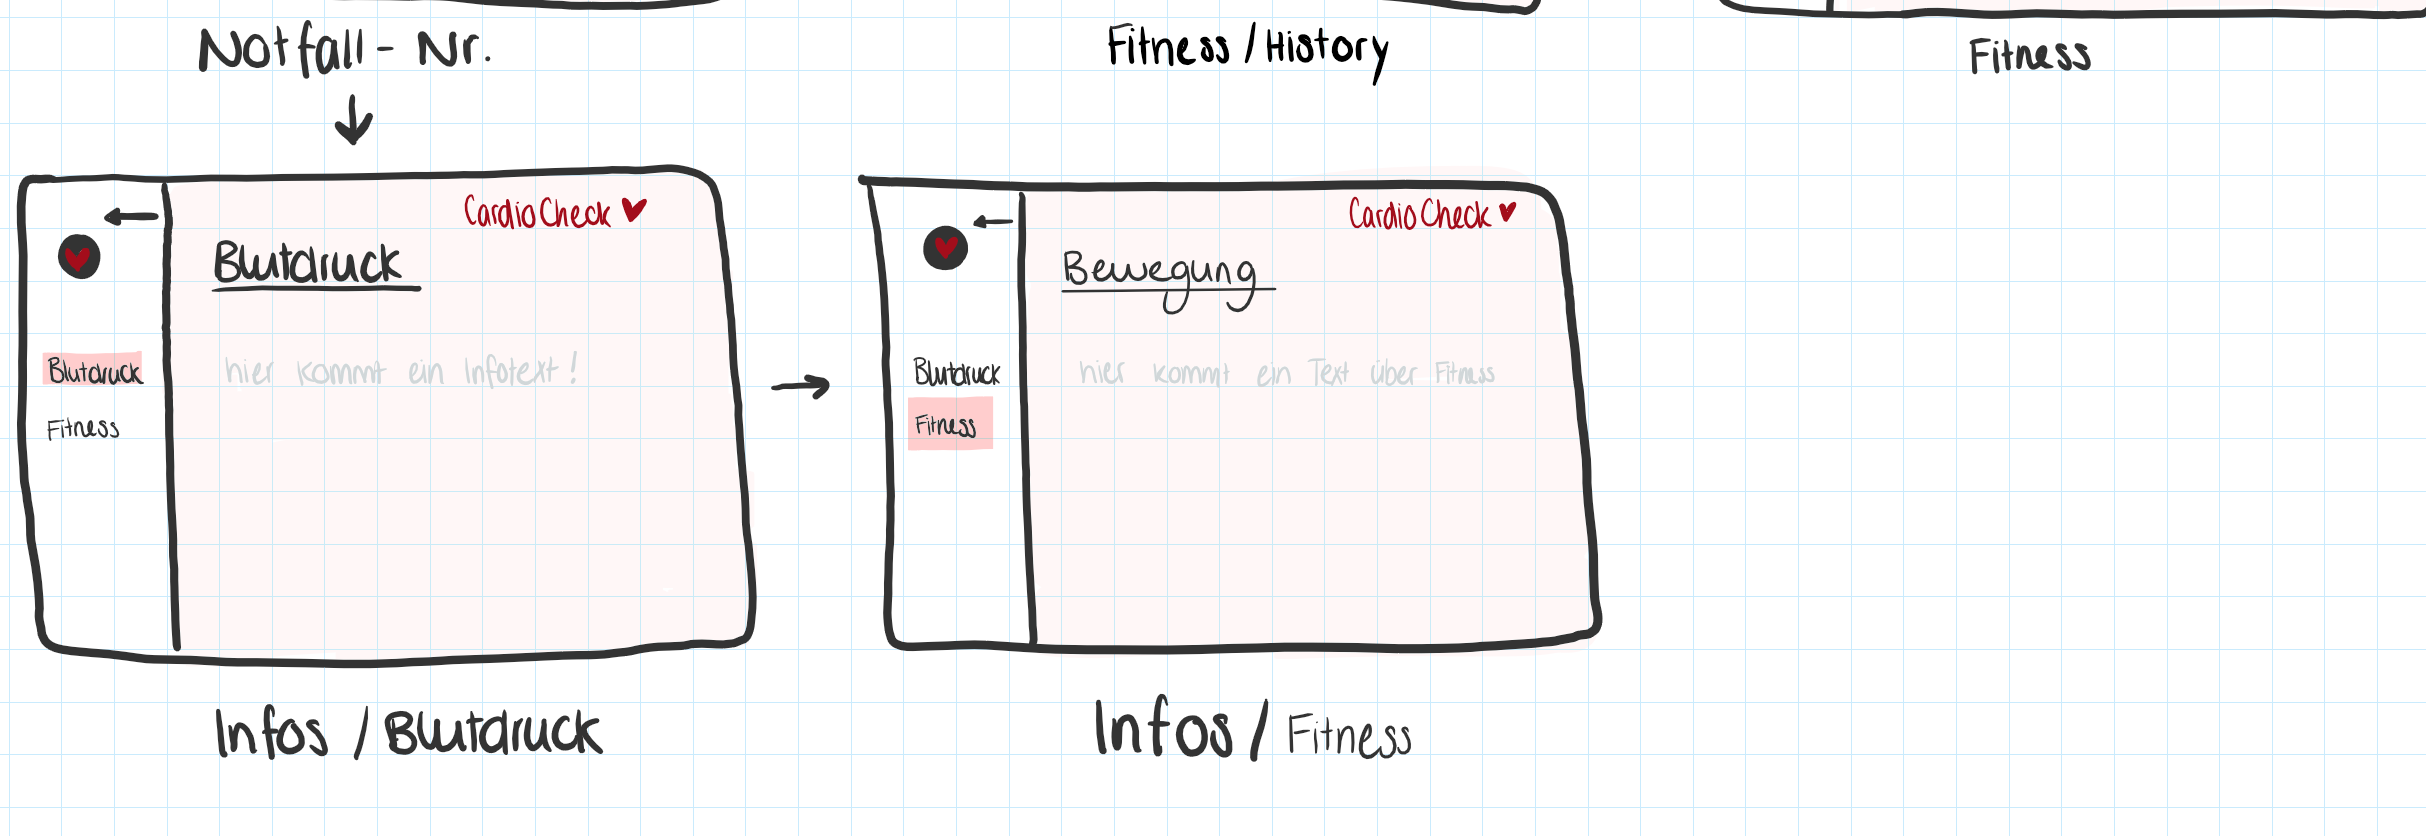 Notfall - Nr.
Fitness / History
Fitness
CardioCheck
Blutdruck
hier kommt ein Infotext!
Blutdruck
Fitness
Infos / Blutdruck
CardioCheck
Bewegung
hier kommt ein Text über Fitness
Blutdruck
Fitness
Infos / Fitness